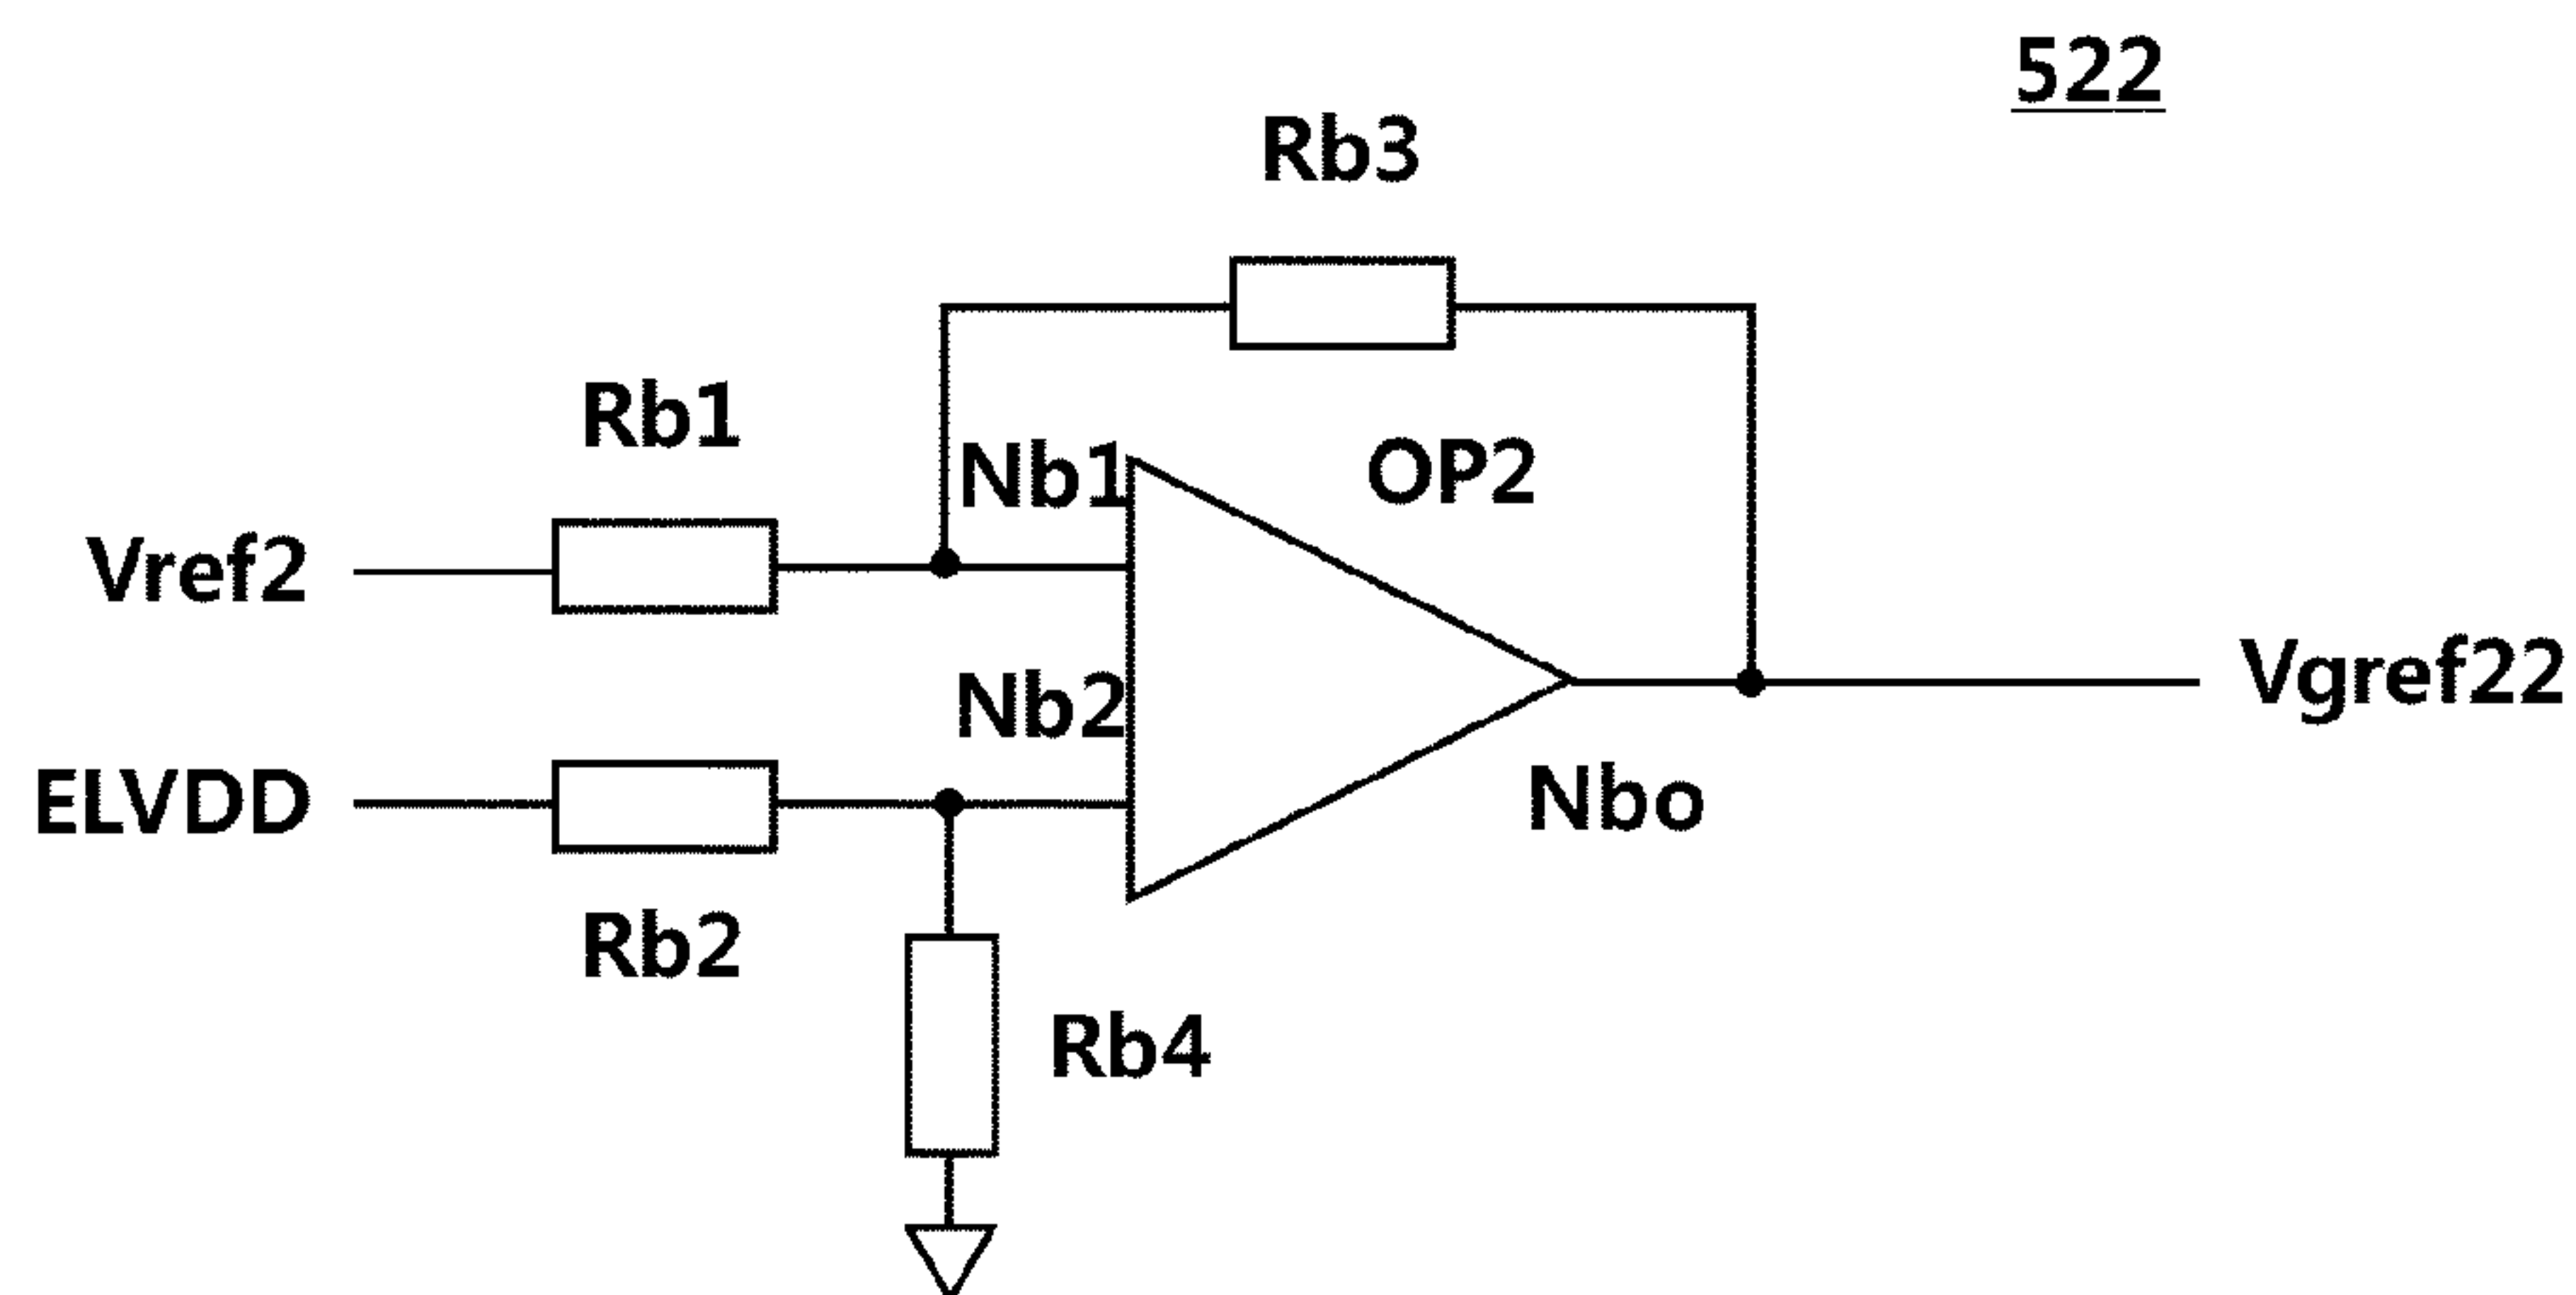 522
Rb3
Rb1
Nb1
OP2
Vref2
Nb2
Vgref22
ELVDD
Nbo
Rb2
Rb4